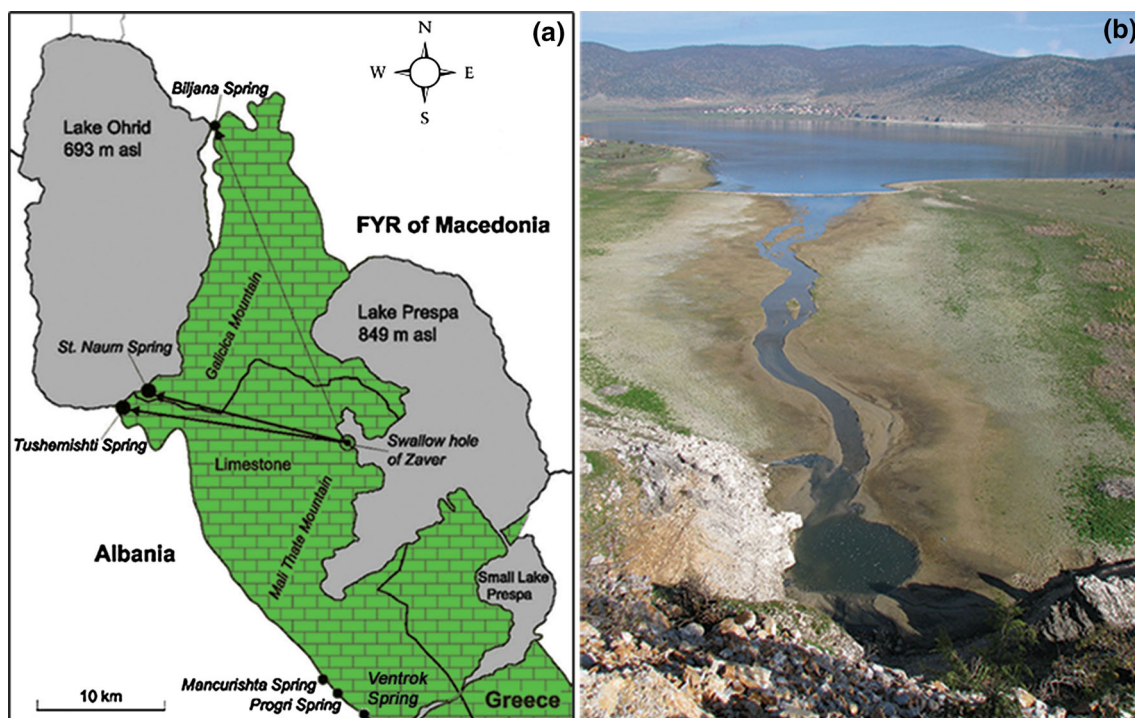 (a)
N
W E
S
Biljana Spring
Lake Ohrid
693 m asl
FYR of Macedonia
Galicica Mountain
Lake Prespa
849 m asl
St. Naum Spring
Tushemishti Spring
Swallow hole
of Zaver
Limestone
Mali Thate Mountain
Albania
Small Lake
Prespa
Mancurishta Spring
Progri Spring
Ventrok
Spring
Greece
10 km
(b)